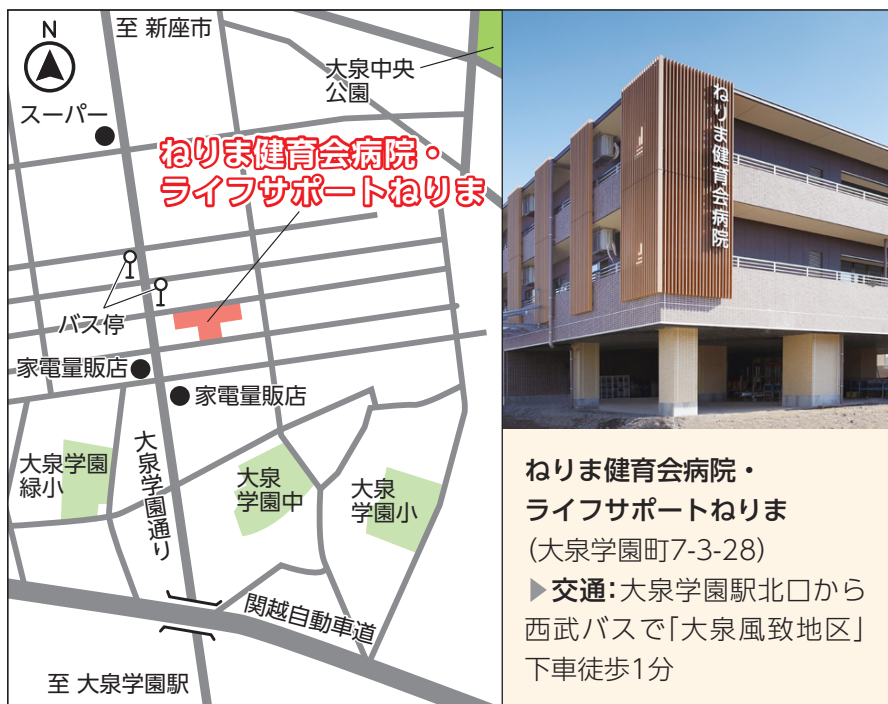 N
至 新座市
大泉中央
公園
スーパー
ねりま健育会病院・
ライフサポートねりま
バス停
家電量販店
家電量販店
大泉学園
緑小
大泉学園通り
大泉
学園中
大泉
学園小
関越自動車道
至 大泉学園駅
ねりま健育会病院
ねりま健育会病院・
ライフサポートねりま
(大泉学園町7-3-28)
▶交通:大泉学園駅北口から
西武バスで「大泉風致地区」
下車徒歩1分